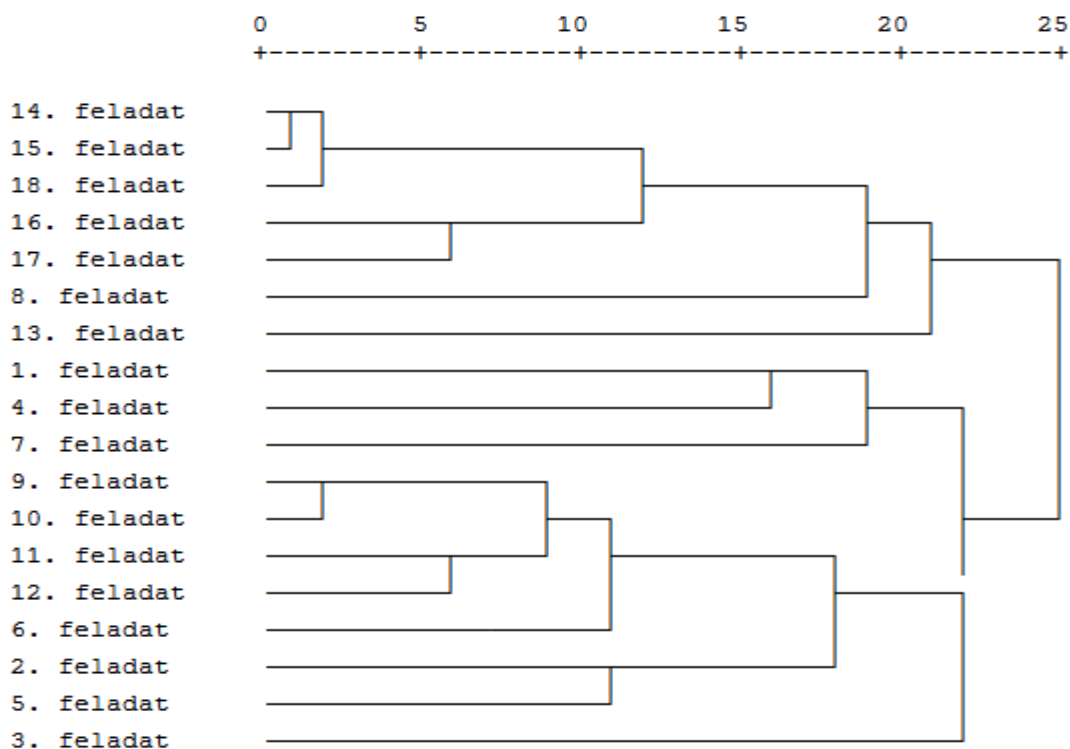 0 5 10 15 20 25
+---------+---------+---------+---------+---------+
14. feladat
15. feladat
18. feladat
16. feladat
17. feladat
8. feladat
13. feladat
1. feladat
4. feladat
7. feladat
9. feladat
10. feladat
11. feladat
12. feladat
6. feladat
2. feladat
5. feladat
3. feladat